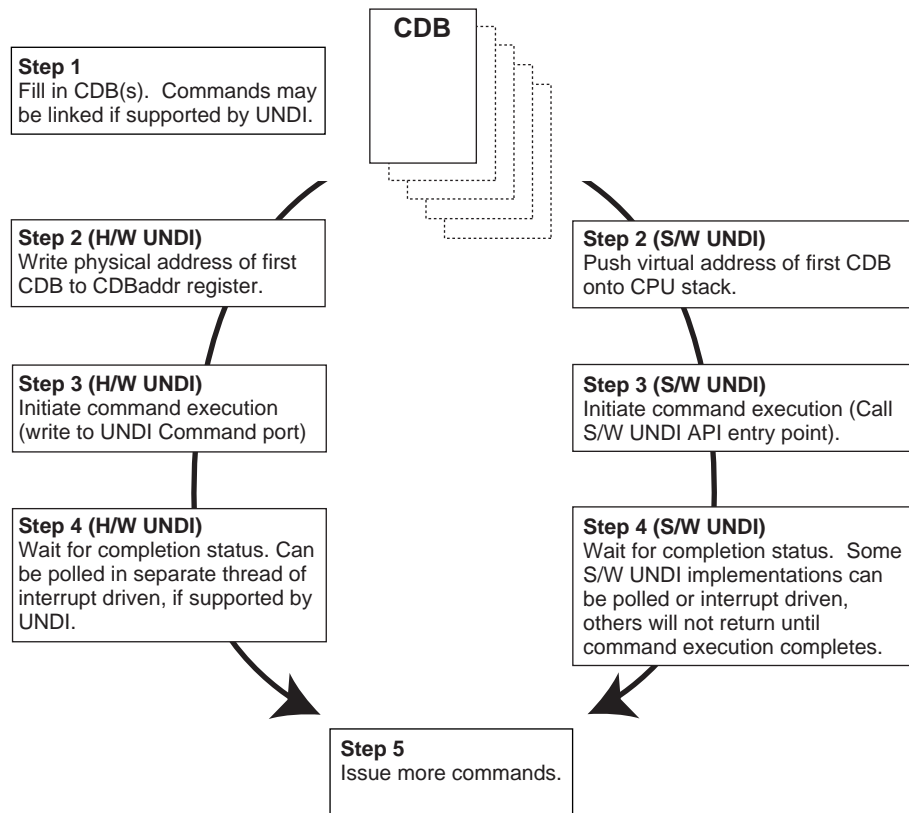 CDB
Step 1
Fill in CDB(s).  Commands may
be linked if supported by UNDI.
Step 2 (H/W UNDI)
Write physical address of first
CDB to CDBaddr register.
Step 2 (S/W UNDI)
Push virtual address of first CDB
onto CPU stack.
Step 3 (H/W UNDI)
Initiate command execution
(write to UNDI Command port)
Step 3 (S/W UNDI)
Initiate command execution (Call
S/W UNDI API entry point).
Step 4 (H/W UNDI)
Wait for completion status. Can
be polled in separate thread of
interrupt driven, if supported by
UNDI.
Step 4 (S/W UNDI)
Wait for completion status.  Some
S/W UNDI implementations can
be polled or interrupt driven,
others will not return until
command execution completes.
Step 5
Issue more commands.